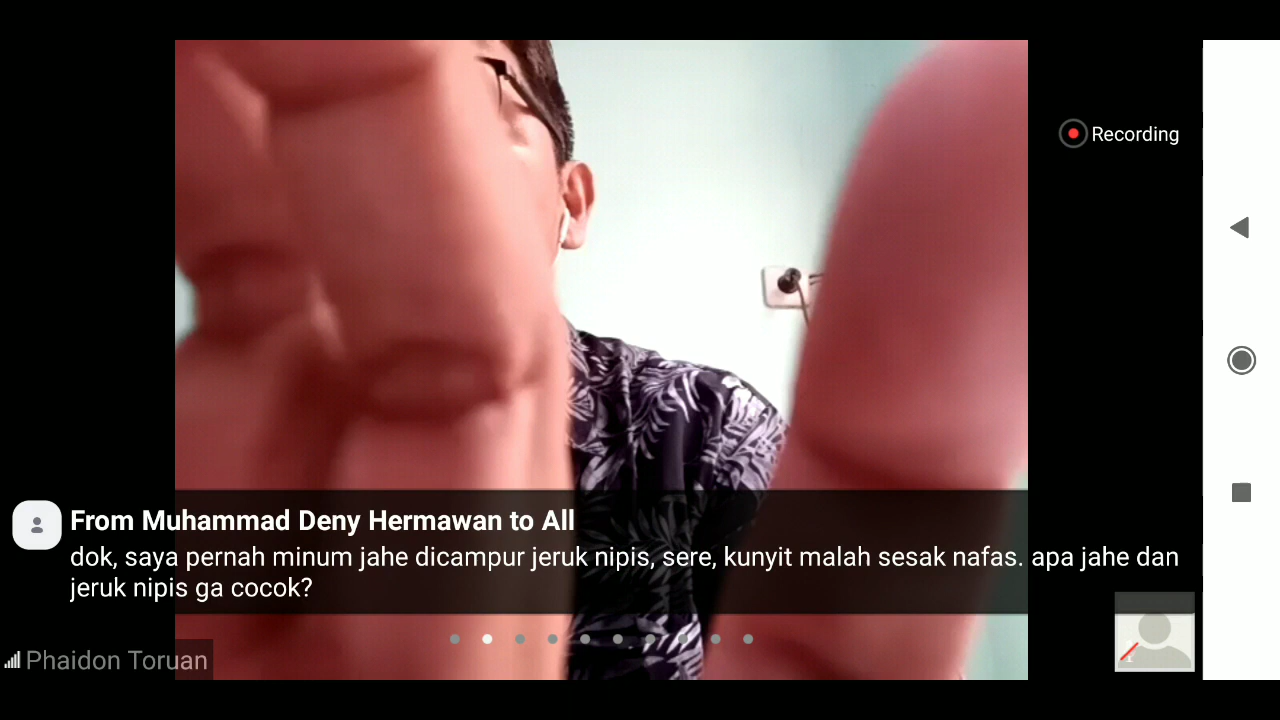 Recording
From Muhammad Deny Hermawan to All
dok, saya pernah minum jahe dicampur jeruk nipis, sere, kunyit malah sesak nafas. apa jahe dan
jeruk nipis ga cocok?
Phaidon Toruan